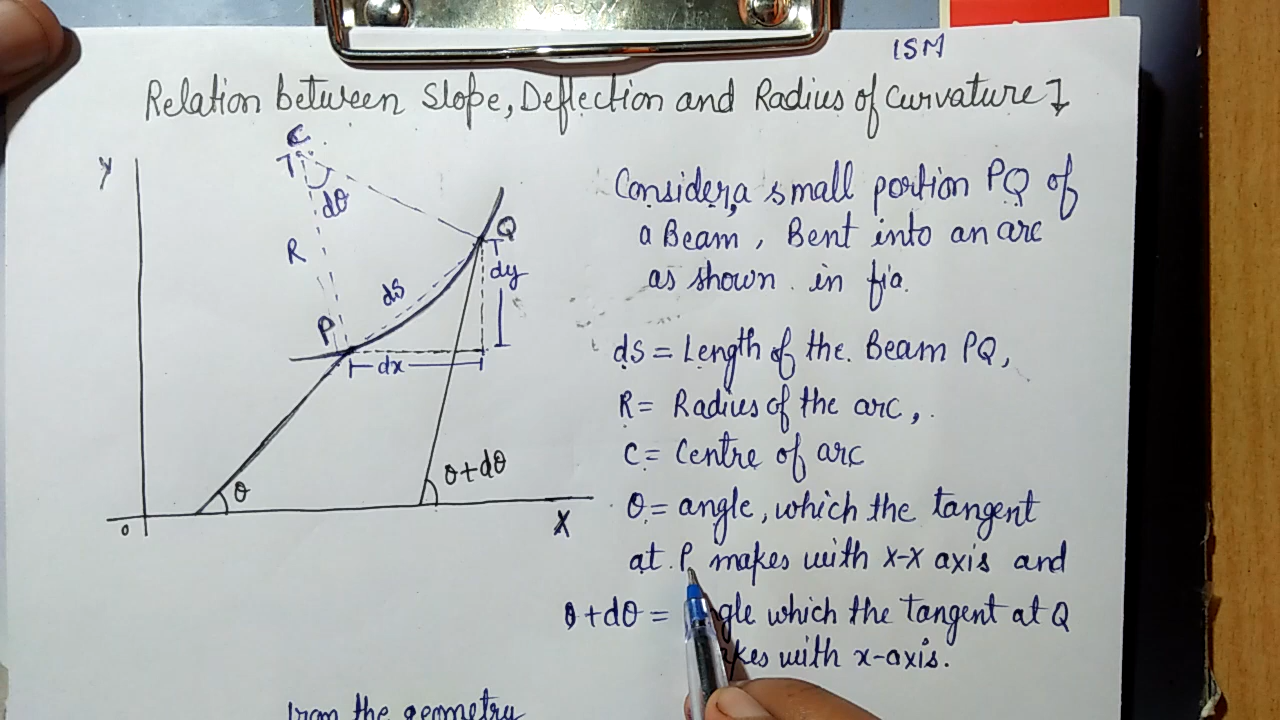 ISM
Relation between Slope, Deflection and Radius of Curvature
y
C
dθ
R
Q
dy
ds
P
dx
θ
θ+dθ
o
X
Consider, a small portion PQ of
a Beam, Bent into an arc
as shown in fig.
ds = Length of the Beam PQ,
R = Radius of the arc,
C = Centre of arc
θ = angle, which the tangent
at P makes with x-x axis and
θ+dθ = which the tangent at Q
with x-axis.
from the geometry